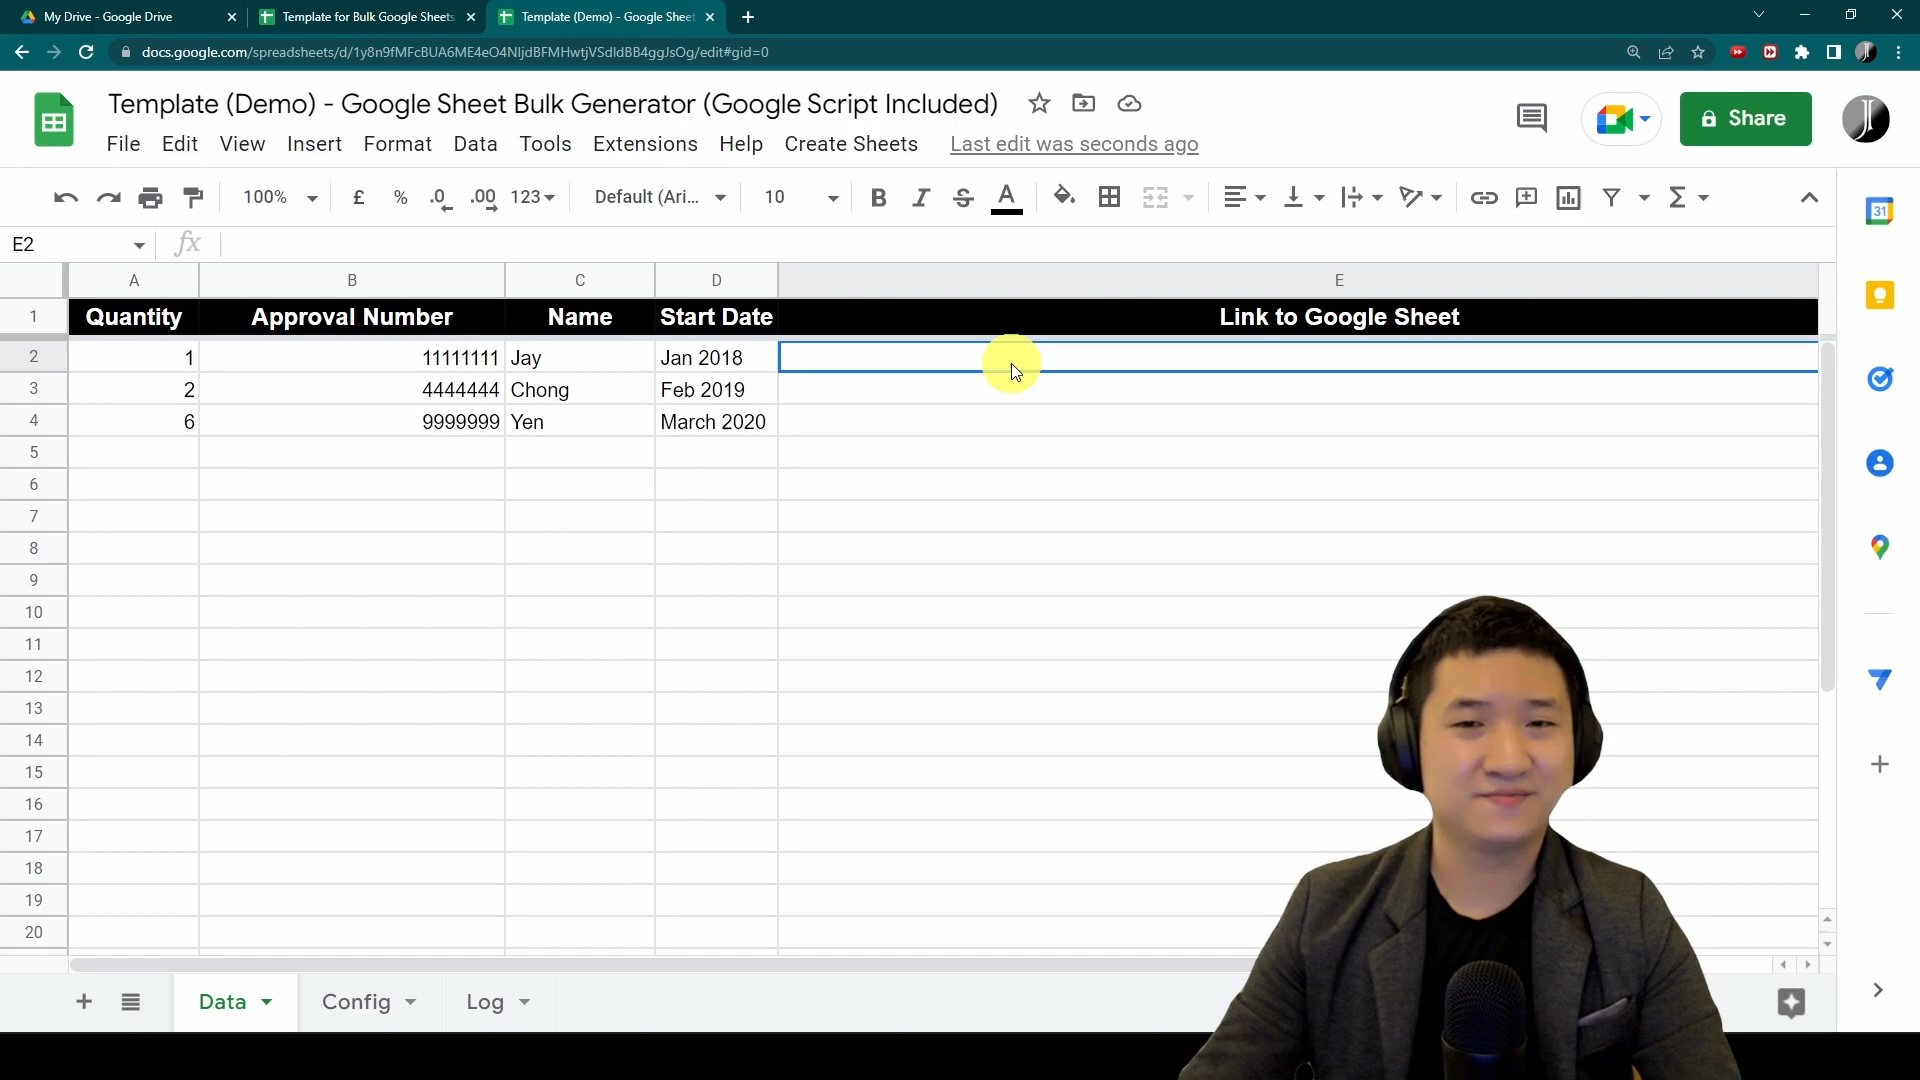 My Drive - Google Drive
Template for Bulk Google Sheets
Template (Demo) - Google Sheet
docs.google.com/spreadsheets/d/1y8n9fMFcBUA6ME4eO4NljdBFMHwtjVSdldBB4ggJsOg/edit#gid=0
Template (Demo) - Google Sheet Bulk Generator (Google Script Included)
Share
File Edit View Insert Format Data Tools Extensions Help Create Sheets Last edit was seconds ago
100% £ % .0 .00 123 Default (Ari... 10 B I S A Σ
31
E2 fx
A B C D E
1 Quantity Approval Number Name Start Date Link to Google Sheet
2 1 11111111 Jay Jan 2018
3 2 4444444 Chong Feb 2019
4 6 9999999 Yen March 2020
5
6
7
8
9
10
11
12
13
14
15
16
17
18
19
20
Data Config Log